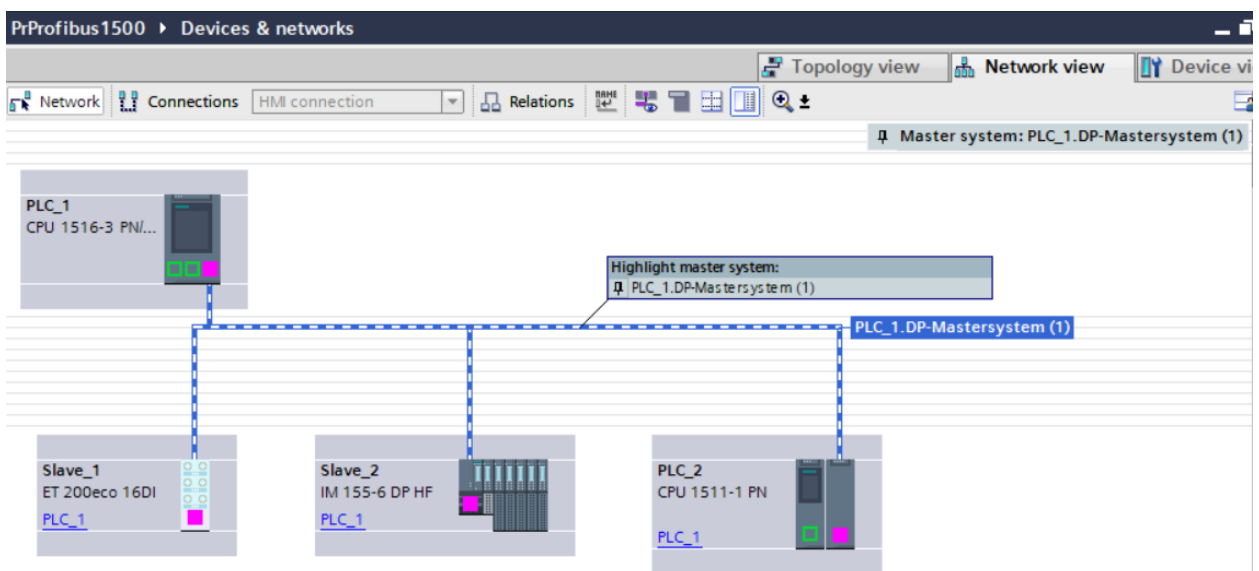 PrProfibus1500 ▸ Devices & networks
Topology view Network view Device vi
Network Connections HMI connection Relations
Master system: PLC_1.DP-Mastersystem (1)
PLC_1
CPU 1516-3 PN/...
Highlight master system:
PLC_1.DP-Mastersystem (1)
PLC_1.DP-Mastersystem (1)
Slave_1
ET 200eco 16DI
PLC_1
Slave_2
IM 155-6 DP HF
PLC_1
PLC_2
CPU 1511-1 PN
PLC_1